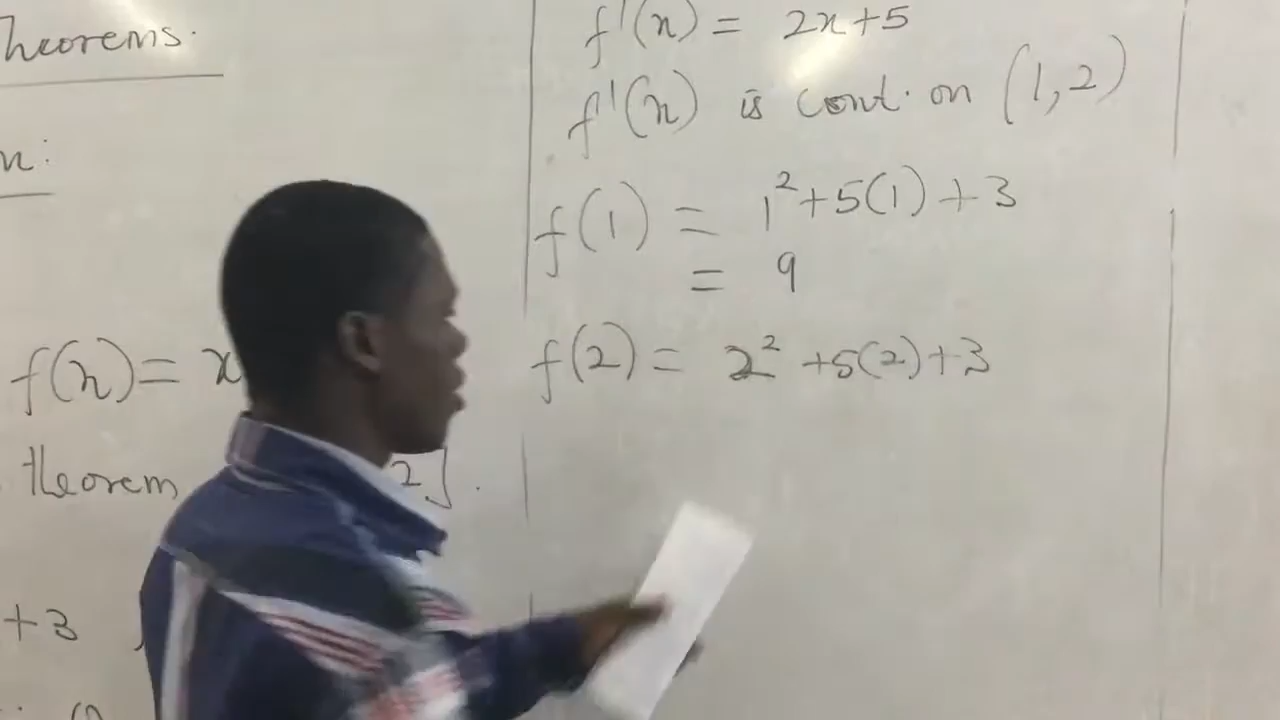 Theorems.
n:
f(x) = x
theorem 2].
+3
f'(x) = 2x+5
f'(x) is cont. on (1,2)
f(1) = 1²+5(1)+3
= 9
f(2) = 2²+5(2)+3